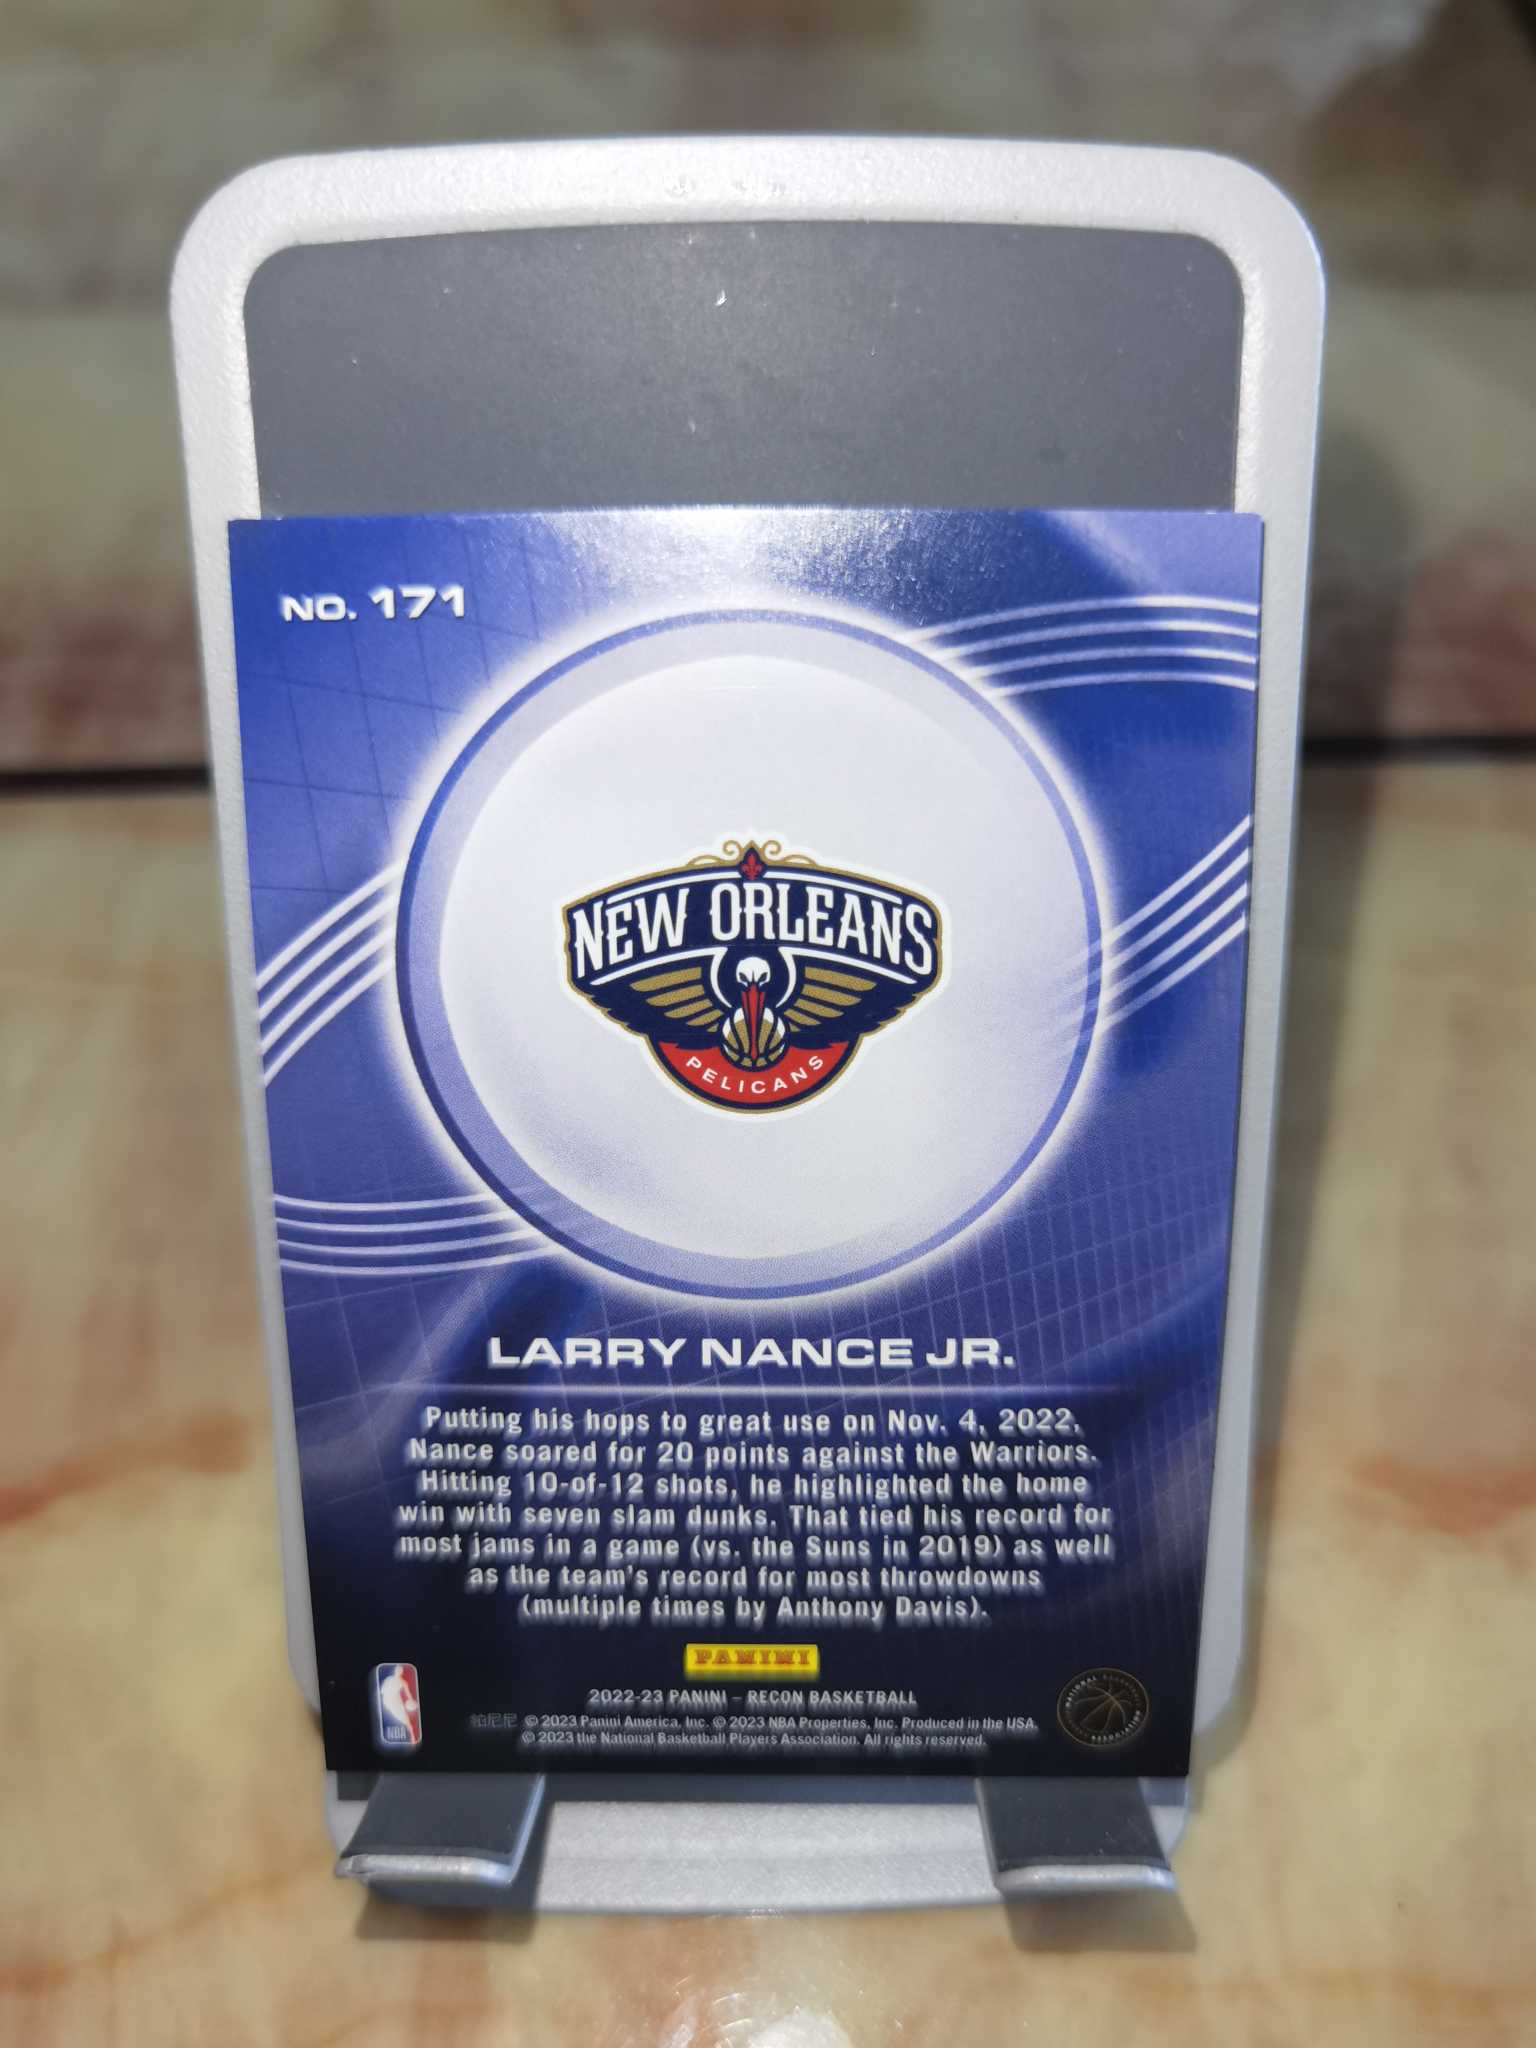 NO. 171
NEW ORLEANS
PELICANS
LARRY NANCE JR.
Putting his hops to great use on Nov. 4, 2022,
Nance soared for 20 points against the Warriors.
Hitting 10-of-12 shots, he highlighted the home
win with seven slam dunks. That tied his record for
most jams in a game (vs. the Suns in 2019) as well
as the team's record for most throwdowns
(multiple times by Anthony Davis).
PANINI
2022-23 PANINI – RECON BASKETBALL
帕尼尼 © 2023 Panini America, Inc. © 2023 NBA Properties, Inc. Produced in the USA.
© 2023 the National Basketball Players Association. All rights reserved.
NBA
NATIONAL BASKETBALL
ASSOCIATION